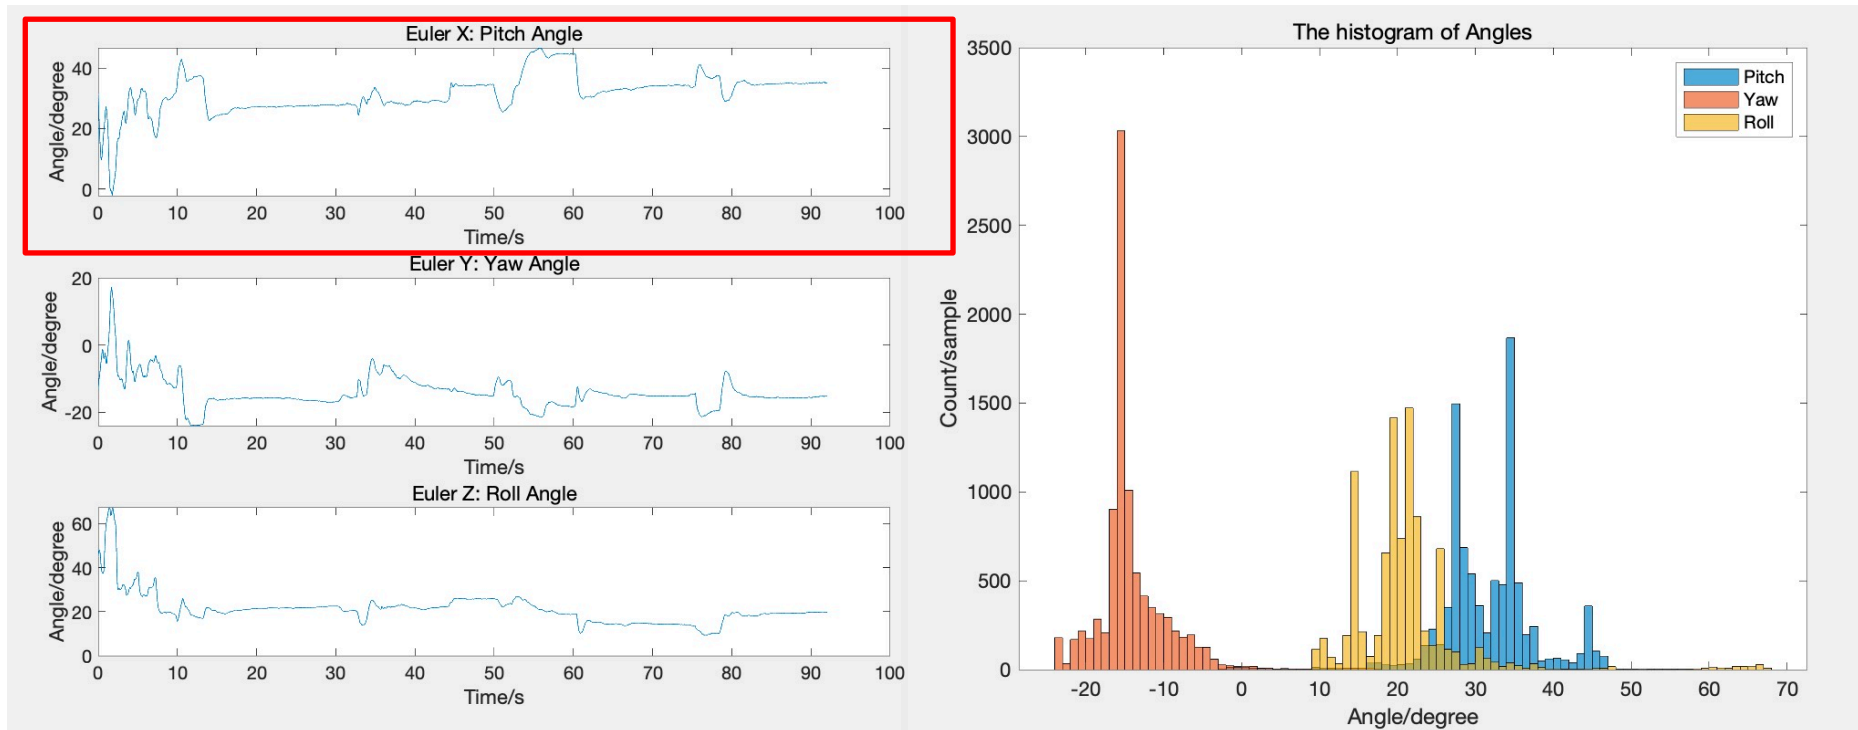 Euler X: Pitch Angle
Angle/degree
40
20
0
0 10 20 30 40 50 60 70 80 90 100
Time/s
Euler Y: Yaw Angle
Angle/degree
20
0
-20
0 10 20 30 40 50 60 70 80 90 100
Time/s
Euler Z: Roll Angle
Angle/degree
60
40
20
0
0 10 20 30 40 50 60 70 80 90 100
Time/s
The histogram of Angles
Count/sample
3500
3000
2500
2000
1500
1000
500
0
Pitch
Yaw
Roll
-20 -10 0 10 20 30 40 50 60 70
Angle/degree